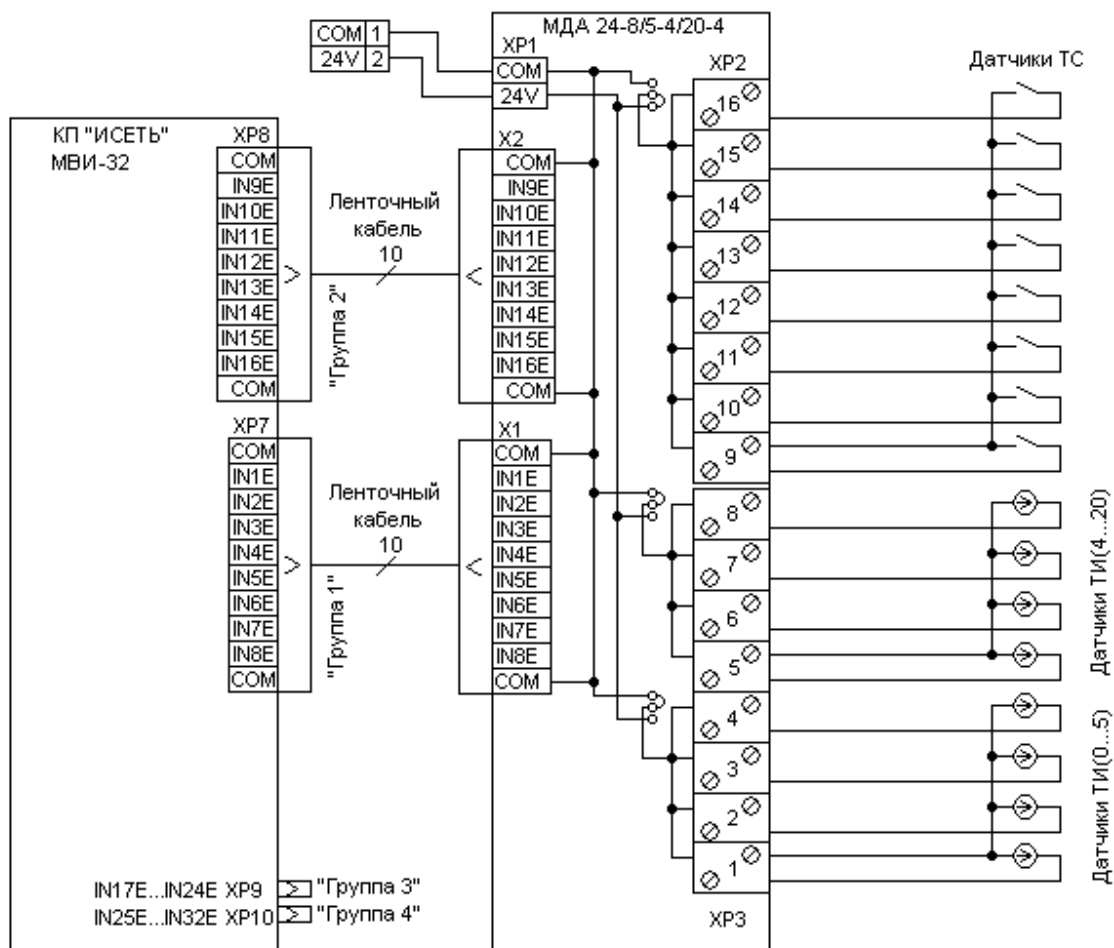 МДА 24-8/5-4/20-4
COM 1
24V 2
XP1
COM
24V
XP2
Датчики ТС
КП "ИСЕТЬ"
МВИ-32
XP8
COM
IN9E
IN10E
IN11E
IN12E
IN13E
IN14E
IN15E
IN16E
COM
Ленточный
кабель
10
"Группа 2"
X2
COM
IN9E
IN10E
IN11E
IN12E
IN13E
IN14E
IN15E
IN16E
COM
16
15
14
13
12
11
10
9
XP7
COM
IN1E
IN2E
IN3E
IN4E
IN5E
IN6E
IN7E
IN8E
COM
Ленточный
кабель
10
"Группа 1"
X1
COM
IN1E
IN2E
IN3E
IN4E
IN5E
IN6E
IN7E
IN8E
COM
8
7
6
5
4
3
2
1
Датчики ТИ(4...20)
Датчики ТИ(0...5)
XP3
IN17E...IN24E XP9 "Группа 3"
IN25E...IN32E XP10 "Группа 4"